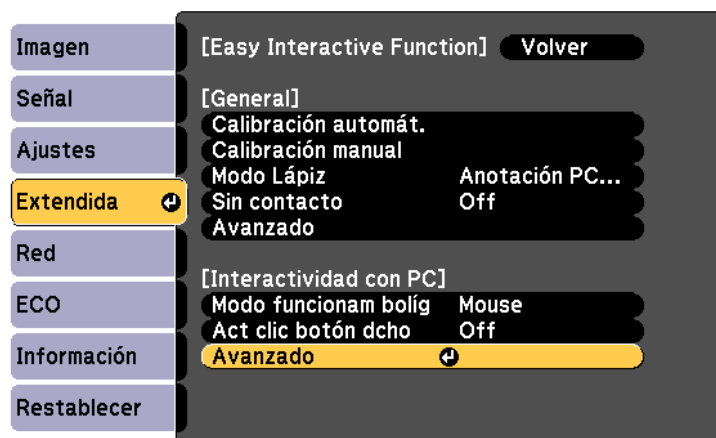 Imagen
Señal
Ajustes
Extendida
Red
ECO
Información
Restablecer
[Easy Interactive Function] Volver
[General]
Calibración automát.
Calibración manual
Modo Lápiz Anotación PC...
Sin contacto Off
Avanzado
[Interactividad con PC]
Modo funcionam bolíg Mouse
Act clic botón dcho Off
Avanzado